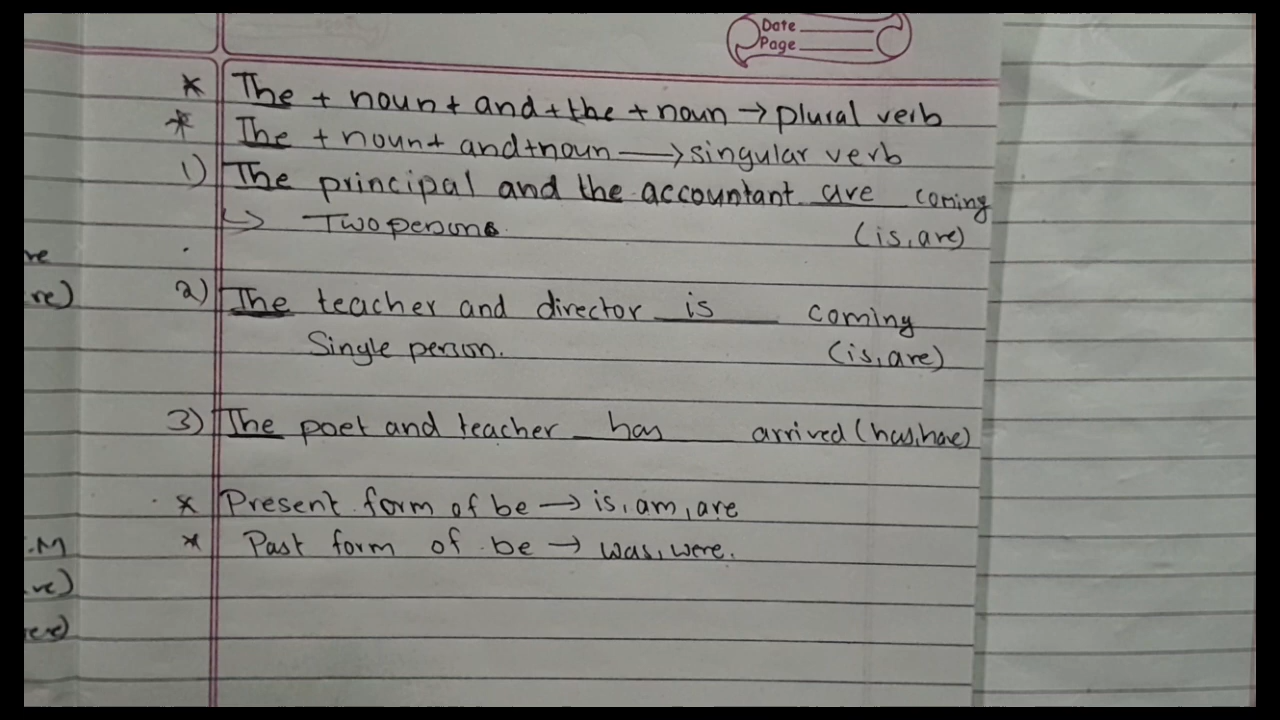 Date
Page
* The + noun + and + the + noun → plural verb
* The + noun + and + noun → singular verb
1) The principal and the accountant are coming
↳ Two persons. (is, are)
2) The teacher and director is coming
Single person. (is, are)
3) The poet and teacher has arrived (has, have)
* Present form of be → is, am, are
* Past form of be → was, were.